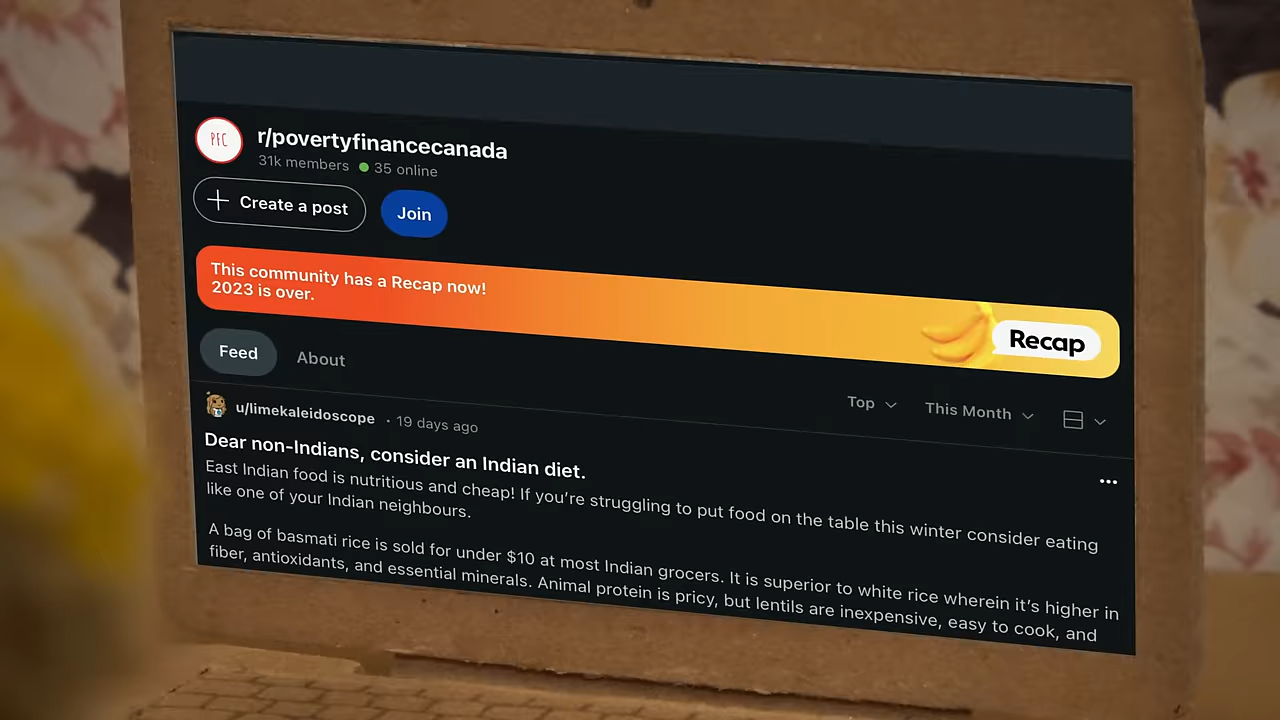 PFC
r/povertyfinancecanada
31k members 35 online
+ Create a post
Join
This community has a Recap now!
2023 is over.
Recap
Feed
About
Top
This Month
u/limekaleidoscope · 19 days ago
Dear non-Indians, consider an Indian diet.
East Indian food is nutritious and cheap! If you’re struggling to put food on the table this winter consider eating
like one of your Indian neighbours.
A bag of basmati rice is sold for under $10 at most Indian grocers. It is superior to white rice wherein it’s higher in
fiber, antioxidants, and essential minerals. Animal protein is pricy, but lentils are inexpensive, easy to cook, and